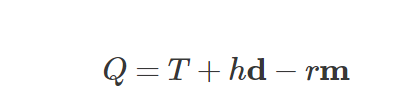 Q = T + hd − rm